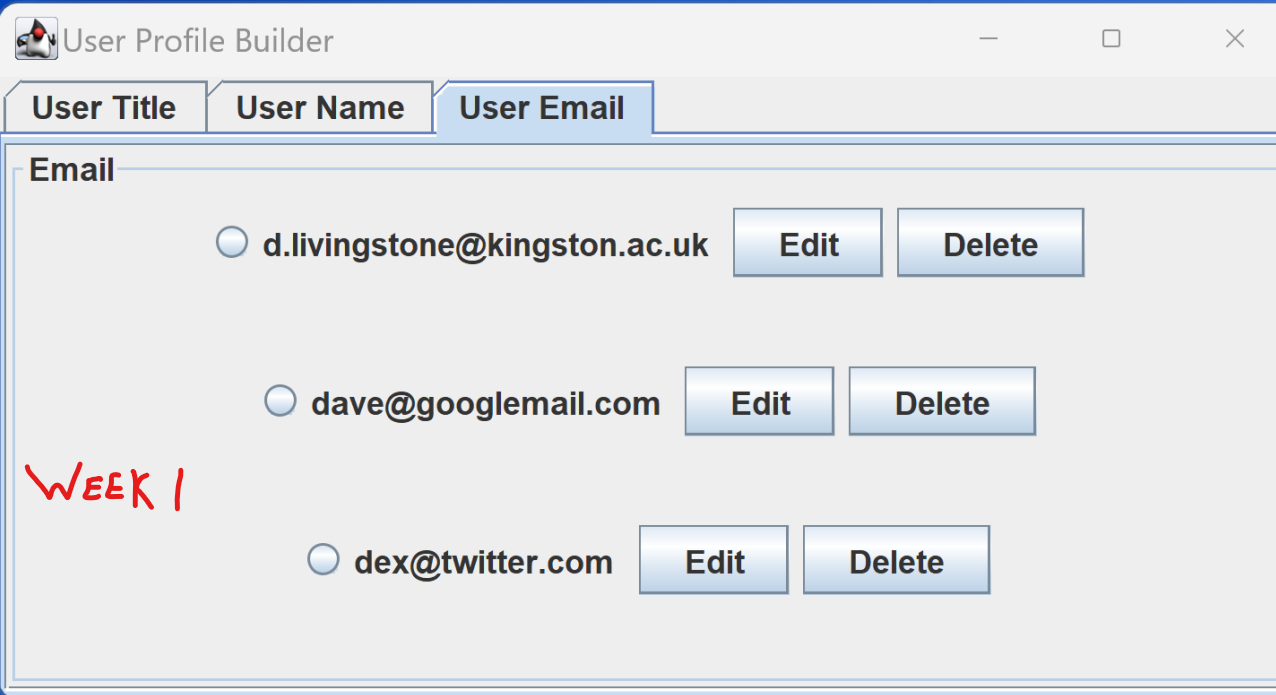 User Profile Builder
User Title User Name User Email
Email
d.livingstone@kingston.ac.uk Edit Delete
dave@googlemail.com Edit Delete
WEEK 1
dex@twitter.com Edit Delete